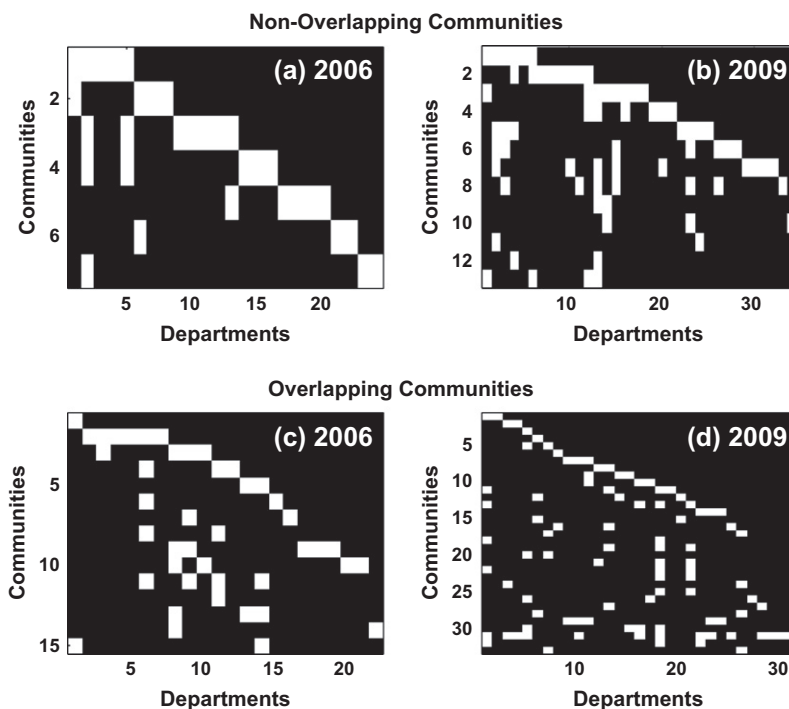 Non-Overlapping Communities
(a) 2006
2
4
6
Communities
5
10
15
20
Departments
(b) 2009
2
4
6
8
10
12
Communities
10
20
30
Departments
Overlapping Communities
(c) 2006
5
10
15
Communities
5
10
15
20
Departments
(d) 2009
5
10
15
20
25
30
Communities
10
20
30
Departments